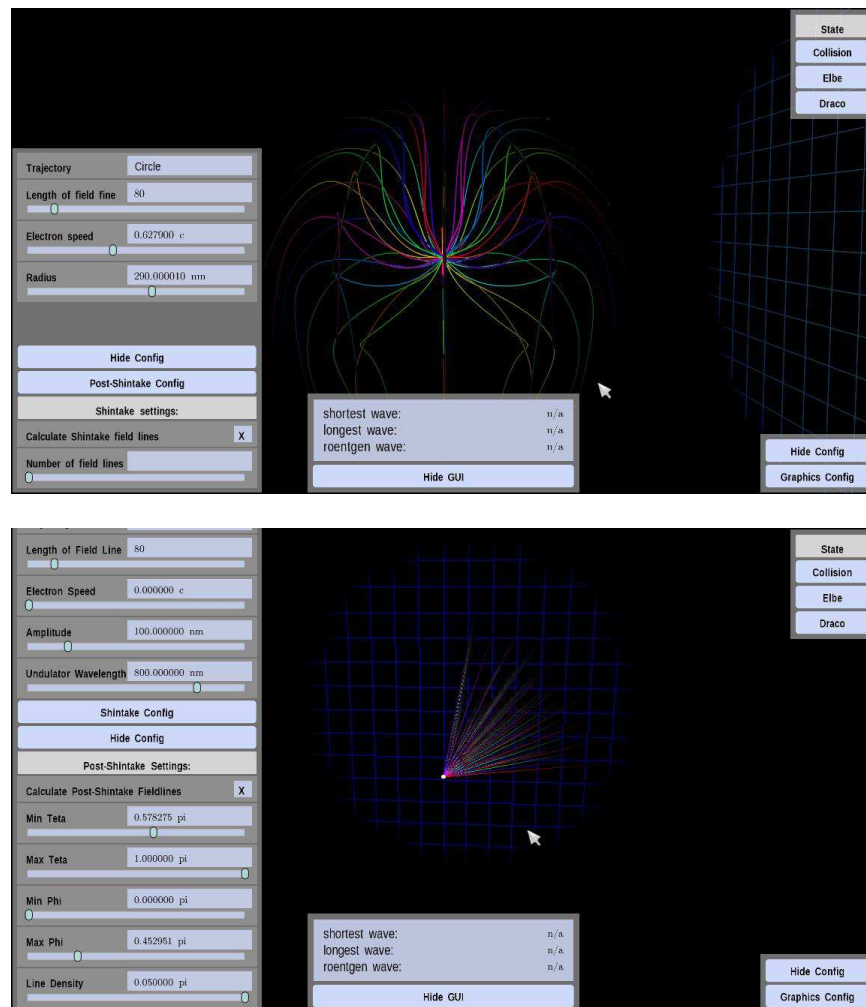 State
Collision
Elbe
Draco
Trajectory Circle
Length of field fine 80
Electron speed 0.627900 c
Radius 290.000010 nm
Hide Config
Post-Shintake Config
Shintake settings:
Calculate Shintake field lines X
Number of field lines
shortest wave: n/a
longest wave: n/a
roentgen wave: n/a
Hide GUI
Hide Config
Graphics Config
Length of Field Line 80
Electron Speed 0.000000 c
Amplitude 100.000000 nm
Undulator Wavelength 800.000000 nm
Shintake Config
Hide Config
Post-Shintake Settings:
Calculate Post-Shintake Fieldlines X
Min Teta 0.578275 pi
Max Teta 1.000000 pi
Min Phi 0.000000 pi
Max Phi 0.452951 pi
Line Density 0.050000 pi
State
Collision
Elbe
Draco
shortest wave: n/a
longest wave: n/a
roentgen wave: n/a
Hide GUI
Hide Config
Graphics Config